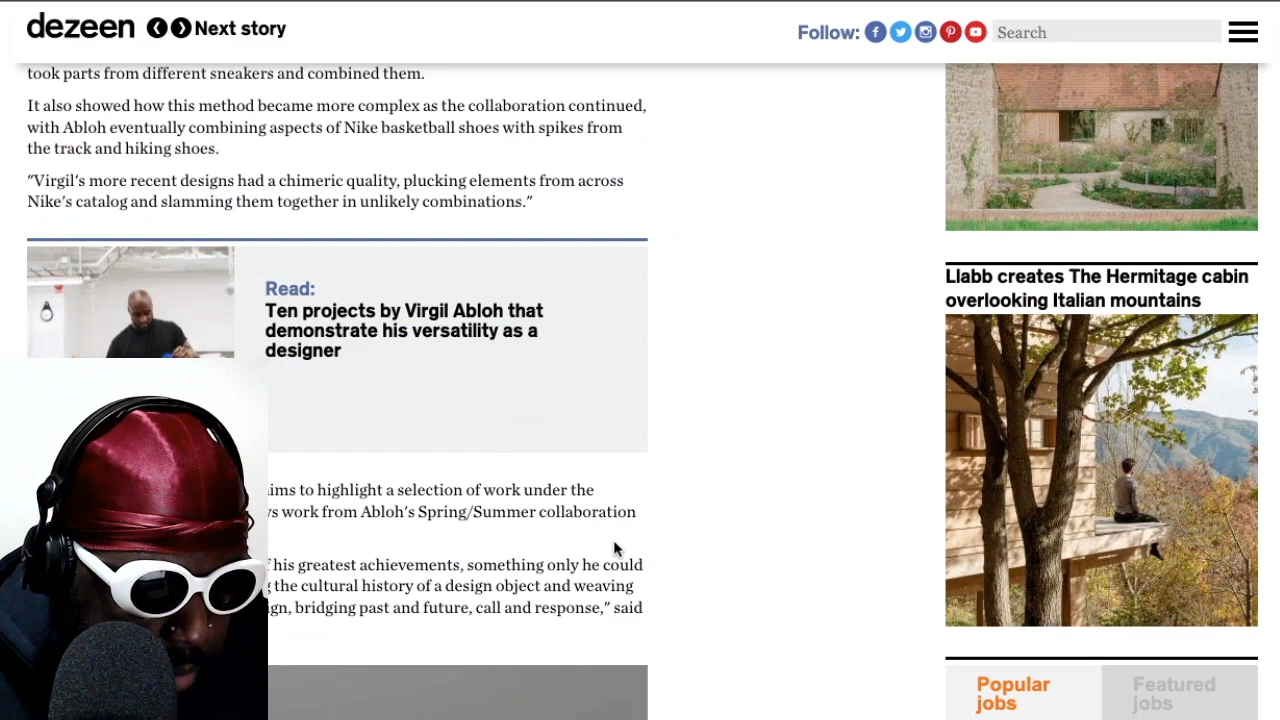 dezeen
Next story
Follow:
Search
took parts from different sneakers and combined them.
It also showed how this method became more complex as the collaboration continued,
with Abloh eventually combining aspects of Nike basketball shoes with spikes from
the track and hiking shoes.
"Virgil's more recent designs had a chimeric quality, plucking elements from across
Nike's catalog and slamming them together in unlikely combinations."
Read:
Ten projects by Virgil Abloh that
demonstrate his versatility as a
designer
to highlight a selection of work under the
work from Abloh's Spring/Summer collaboration
his greatest achievements, something only he could
the cultural history of a design object and weaving
bridging past and future, call and response," said
Llabb creates The Hermitage cabin
overlooking Italian mountains
Popular
jobs
Featured
jobs